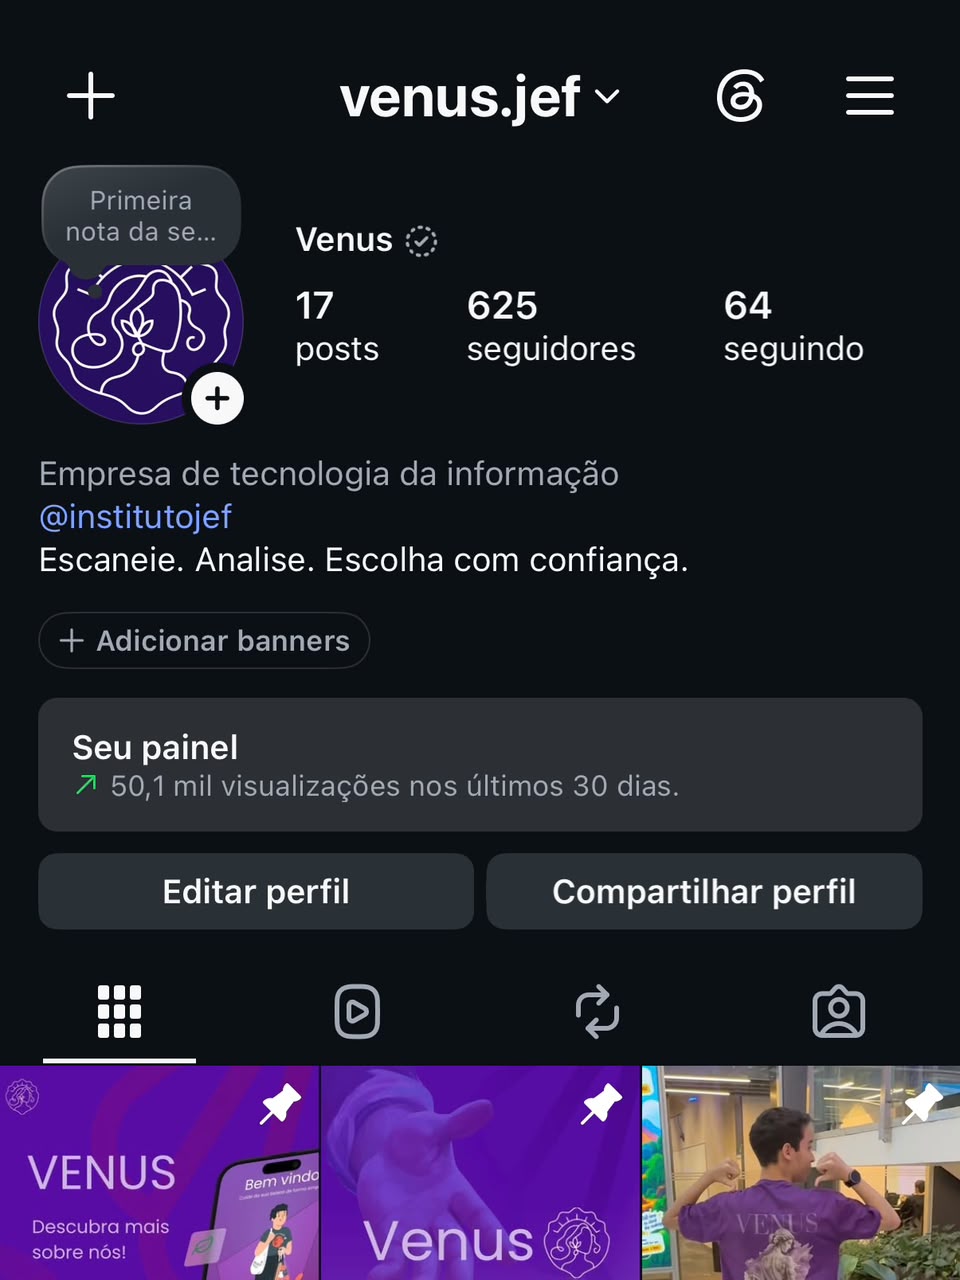 venus.jef
Primeira
nota da se...
Venus
17
625
64
posts
seguidores
seguindo
Empresa de tecnologia da informação
@institutojef
Escaneie. Analise. Escolha com confiança.
Adicionar banners
Seu painel
50,1 mil visualizações nos últimos 30 dias.
Editar perfil
Compartilhar perfil
VENUS
Descubra mais
sobre nós!
Bem vindo
Venus
VENUS